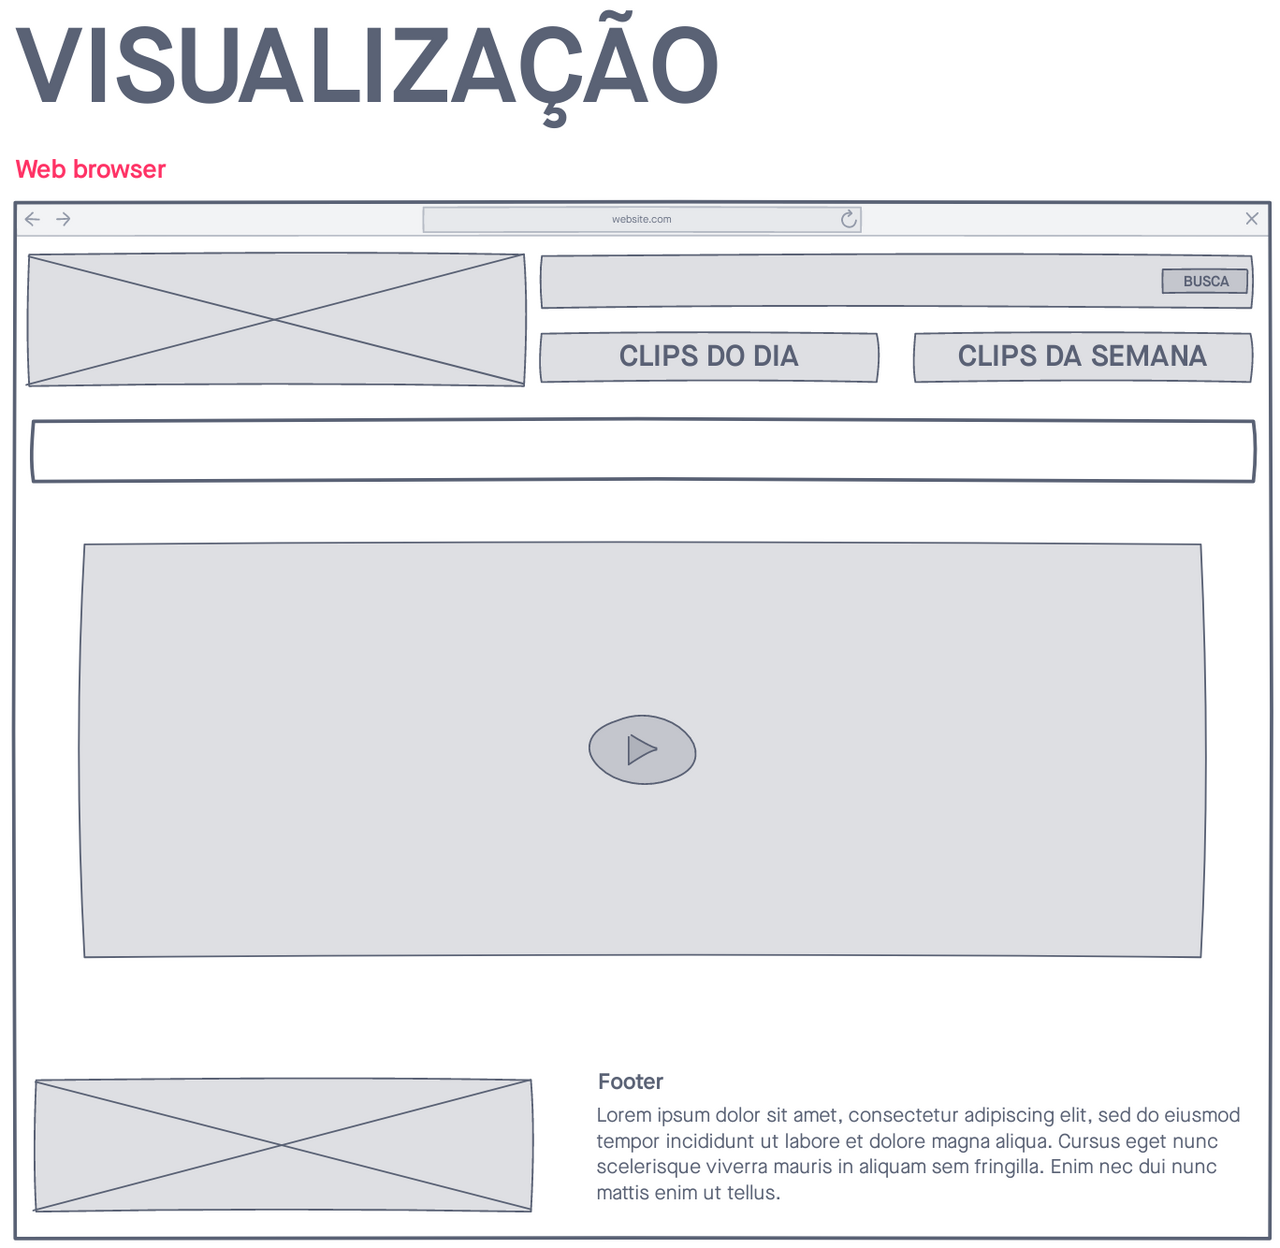 VISUALIZAÇÃO
Web browser
website.com
BUSCA
CLIPS DO DIA
CLIPS DA SEMANA
Footer
Lorem ipsum dolor sit amet, consectetur adipiscing elit, sed do eiusmod
tempor incididunt ut labore et dolore magna aliqua. Cursus eget nunc
scelerisque viverra mauris in aliquam sem fringilla. Enim nec dui nunc
mattis enim ut tellus.